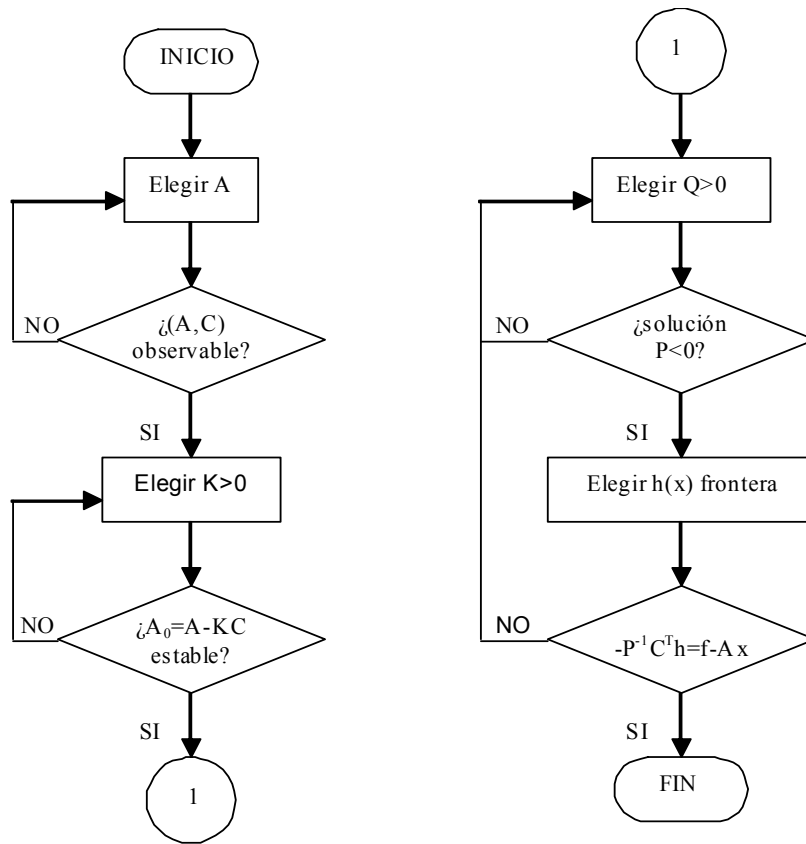 INICIO
Elegir A
NO
¿(A,C)
observable?
SI
Elegir K>0
NO
¿A₀=A-KC
estable?
SI
1
1
Elegir Q>0
NO
¿solución
P<0?
SI
Elegir h(x) frontera
NO
-P⁻¹Cᵀh=f-Ax
SI
FIN